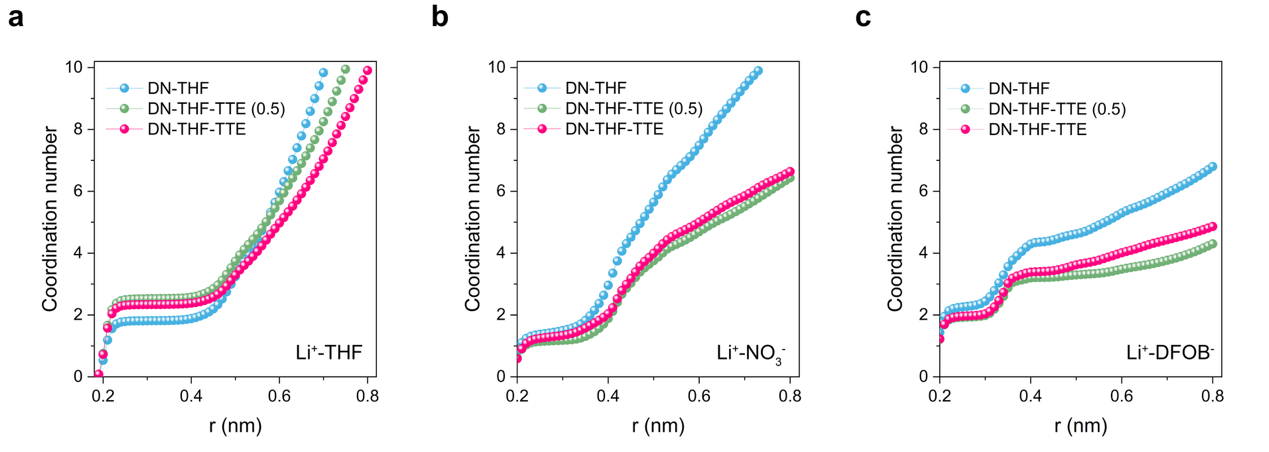 a
10
8
6
4
2
0
Coordination number
DN-THF
DN-THF-TTE (0.5)
DN-THF-TTE
Li⁺-THF
0.2 0.4 0.6 0.8
r (nm)
b
10
8
6
4
2
0
Coordination number
DN-THF
DN-THF-TTE (0.5)
DN-THF-TTE
Li⁺-NO₃⁻
0.2 0.4 0.6 0.8
r (nm)
c
10
8
6
4
2
0
Coordination number
DN-THF
DN-THF-TTE (0.5)
DN-THF-TTE
Li⁺-DFOB⁻
0.2 0.4 0.6 0.8
r (nm)